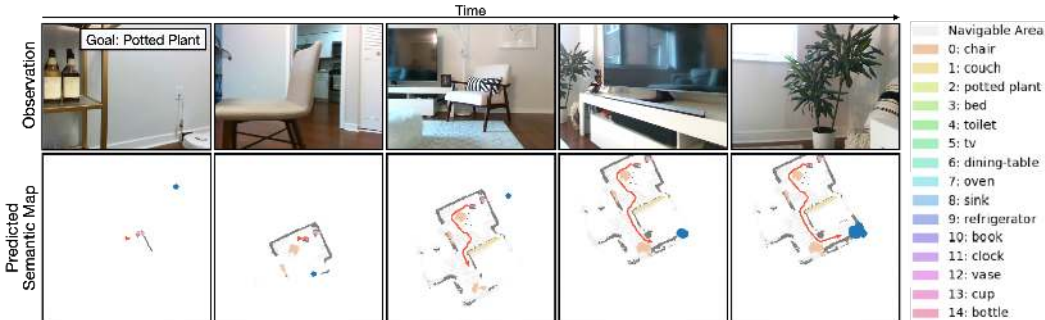 Time
Observation
Goal: Potted Plant
Predicted
Semantic Map
Navigable Area
0: chair
1: couch
2: potted plant
3: bed
4: toilet
5: tv
6: dining-table
7: oven
8: sink
9: refrigerator
10: book
11: clock
12: vase
13: cup
14: bottle